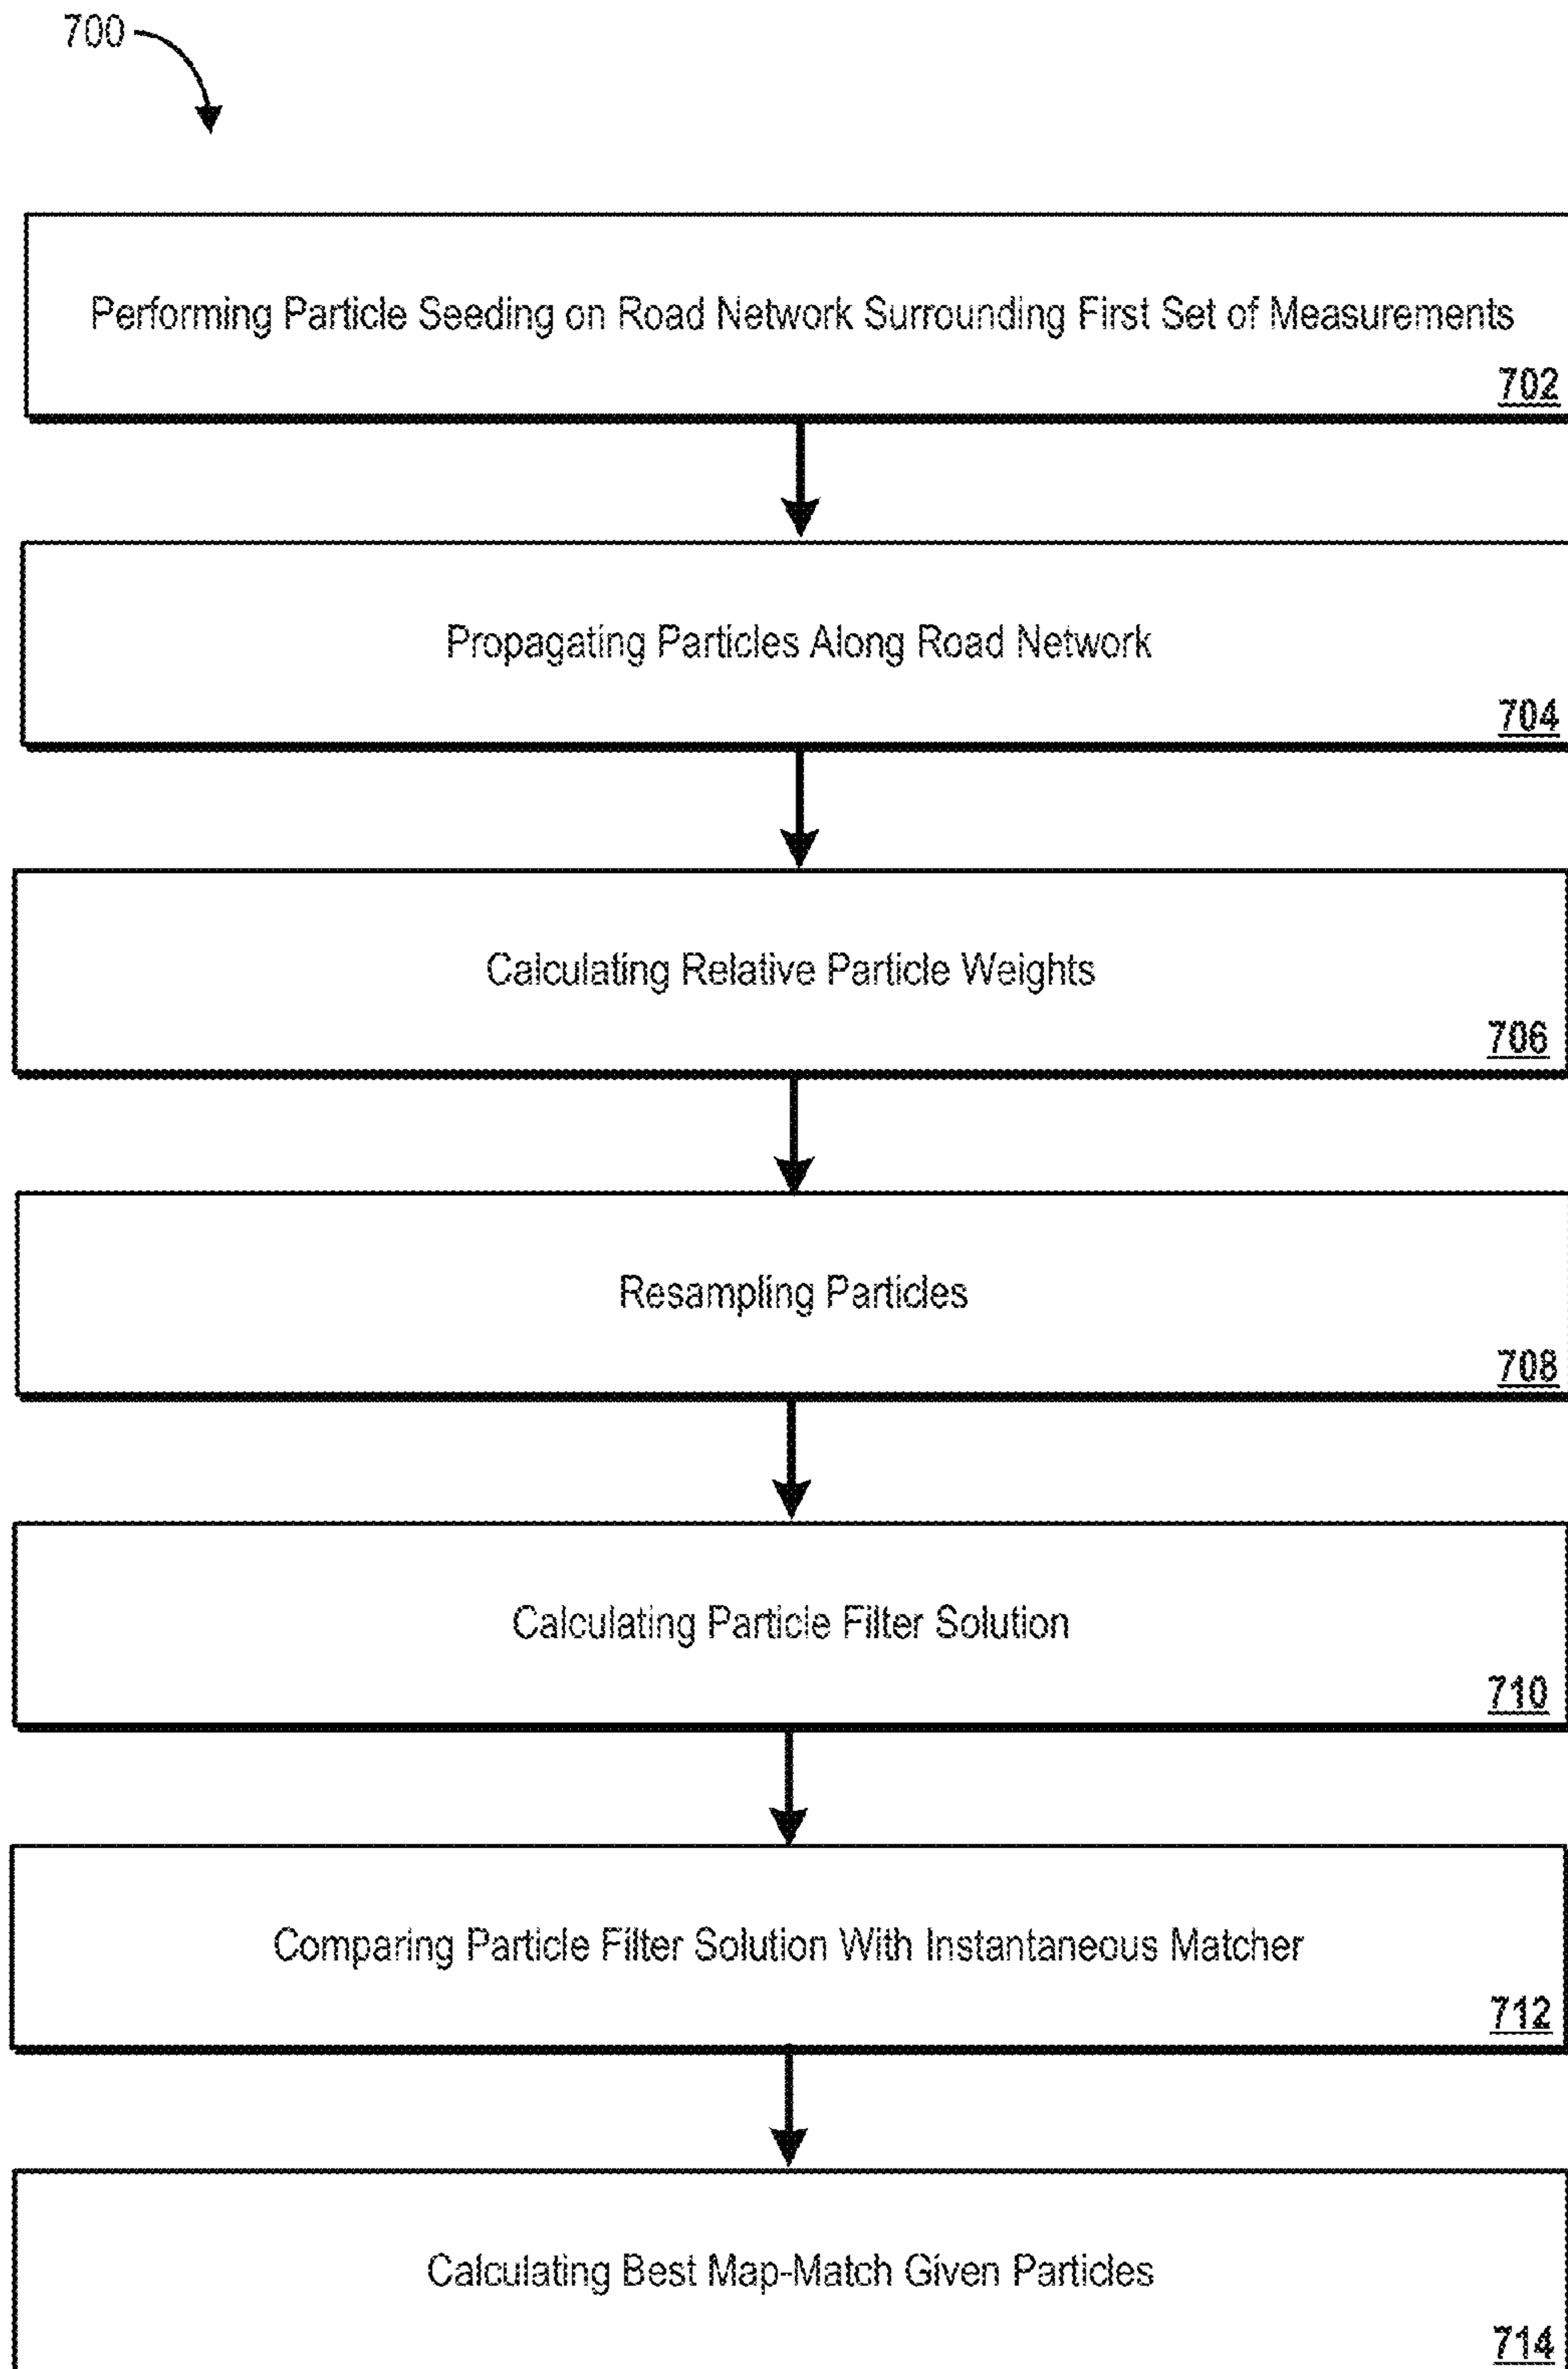 700
Performing Particle Seeding on Road Network Surrounding First Set of Measurements
702
Propagating Particles Along Road Network
704
Calculating Relative Particle Weights
706
Resampling Particles
708
Calculating Particle Filter Solution
710
Comparing Particle Filter Solution With Instantaneous Matcher
712
Calculating Best Map-Match Given Particles
714